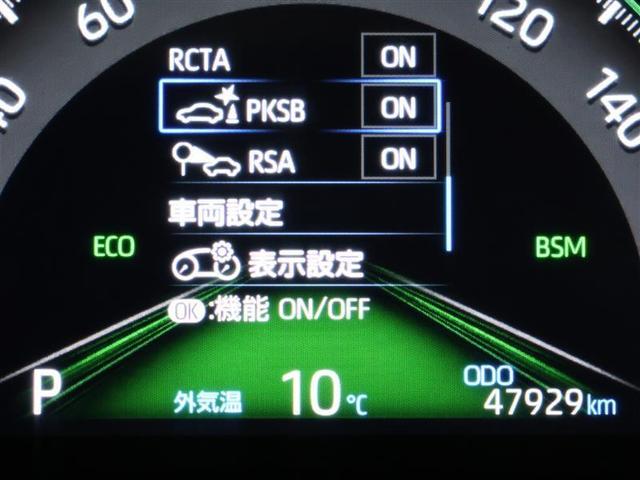 60
120
140
RCTA ON
PKSB ON
RSA ON
車両設定
ECO
BSM
表示設定
OK:機能 ON/OFF
P
外気温 10℃
ODO
47929km